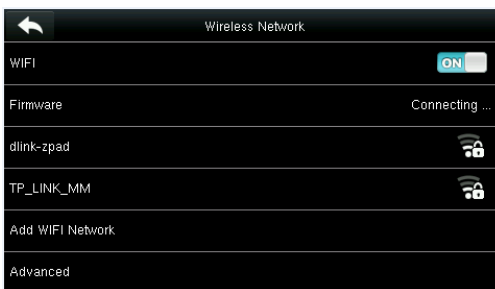 Wireless Network
WIFI
ON
Firmware
Connecting ...
dlink-zpad
TP_LINK_MM
Add WIFI Network
Advanced